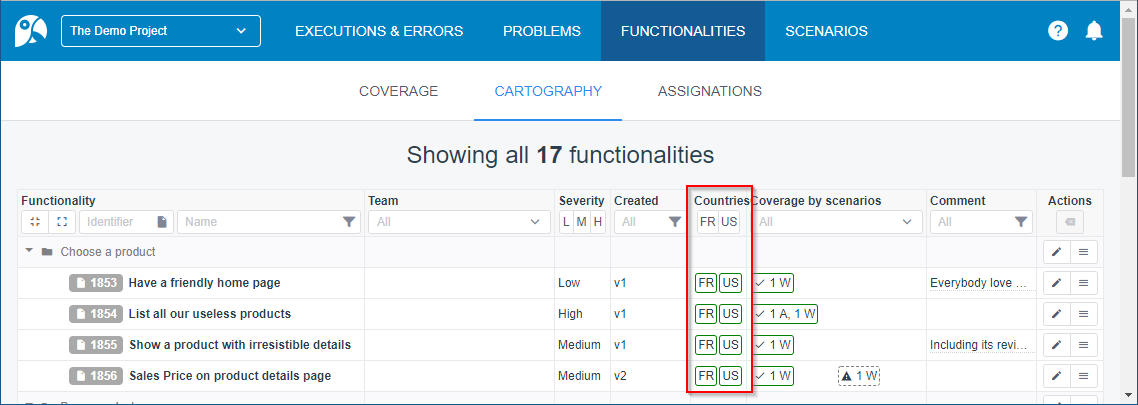 The Demo Project EXECUTIONS & ERRORS PROBLEMS FUNCTIONALITIES SCENARIOS ?
COVERAGE CARTOGRAPHY ASSIGNATIONS
Showing all 17 functionalities
Functionality Team Severity Created Countries Coverage by scenarios Comment Actions
Identifier Name All L M H All FR US All All
Choose a product
1853 Have a friendly home page Low v1 FR US 1 W Everybody love ...
1854 List all our useless products High v1 FR US 1 A, 1 W
1855 Show a product with irresistible details Medium v1 FR US 1 W Including its revi...
1856 Sales Price on product details page Medium v2 FR US 1 W 1 W